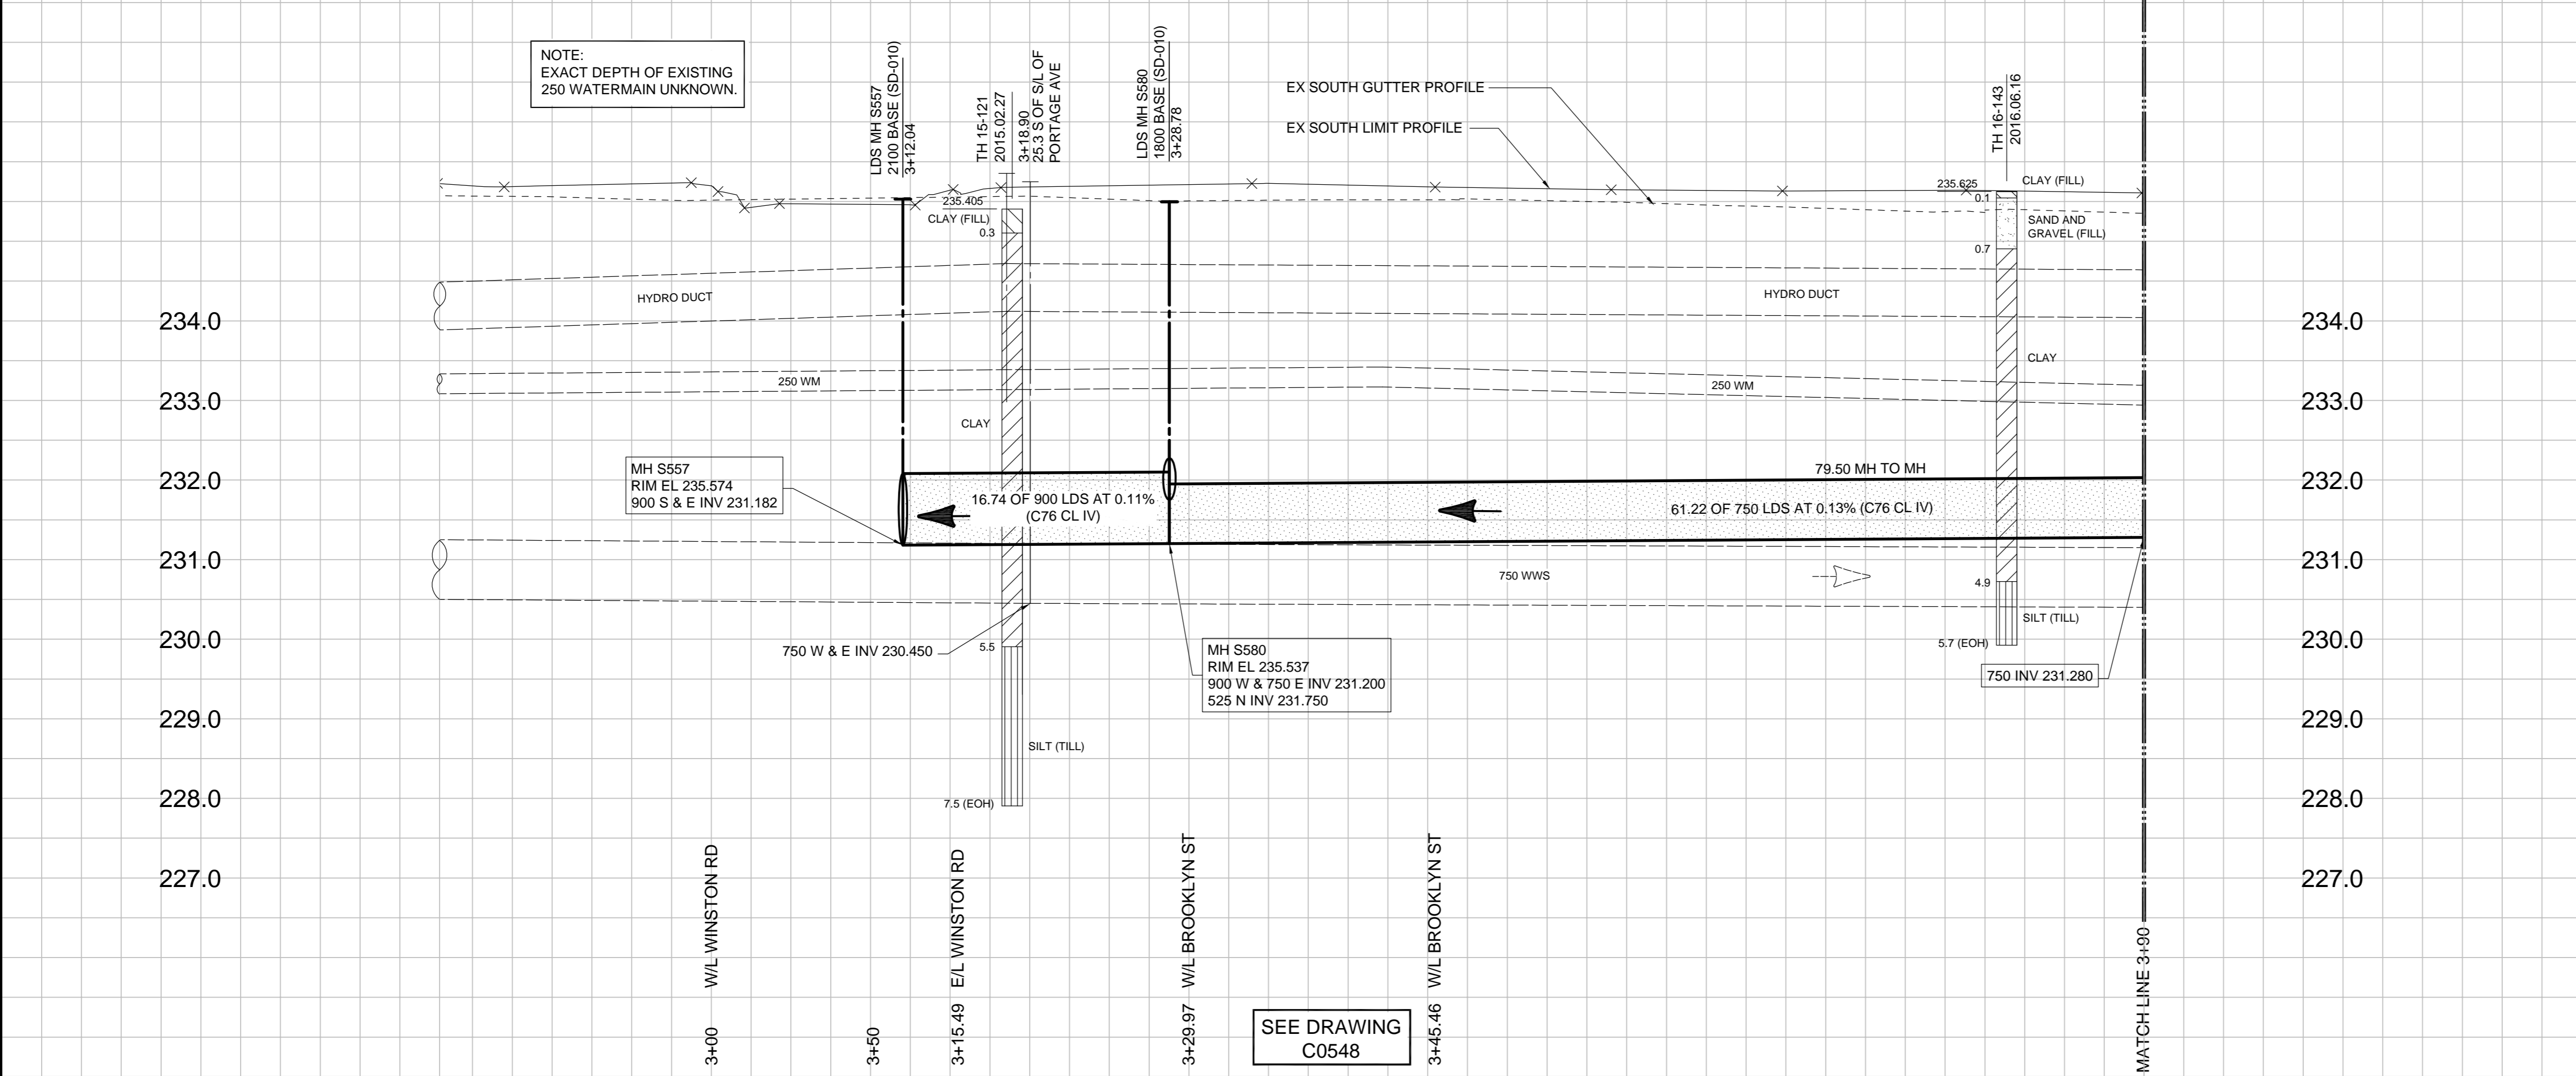 NOTE:
EXACT DEPTH OF EXISTING
250 WATERMAIN UNKNOWN.
LDS MH S557
2100 BASE (SD-010)
3+12.04
TH 15-121
2015.02.27
3+18.90
25.3 S OF S/L OF
PORTAGE AVE
LDS MH S580
1800 BASE (SD-010)
3+28.78
EX SOUTH GUTTER PROFILE
EX SOUTH LIMIT PROFILE
TH 16-143
2016.06.16
235.405
CLAY (FILL)
0.3
235.625
CLAY (FILL)
0.1
SAND AND
GRAVEL (FILL)
0.7
HYDRO DUCT
HYDRO DUCT
234.0
234.0
CLAY
250 WM
250 WM
233.0
233.0
CLAY
MH S557
RIM EL 235.574
900 S & E INV 231.182
79.50 MH TO MH
232.0
232.0
16.74 OF 900 LDS AT 0.11%
(C76 CL IV)
61.22 OF 750 LDS AT 0.13% (C76 CL IV)
231.0
231.0
750 WWS
4.9
SILT (TILL)
230.0
230.0
750 W & E INV 230.450
5.5
5.7 (EOH)
MH S580
RIM EL 235.537
900 W & 750 E INV 231.200
525 N INV 231.750
750 INV 231.280
229.0
229.0
SILT (TILL)
228.0
228.0
7.5 (EOH)
227.0
227.0
3+00 W/L WINSTON RD
3+50
3+15.49 E/L WINSTON RD
3+29.97 W/L BROOKLYN ST
3+45.46 W/L BROOKLYN ST
MATCH LINE 3+90
SEE DRAWING
C0548